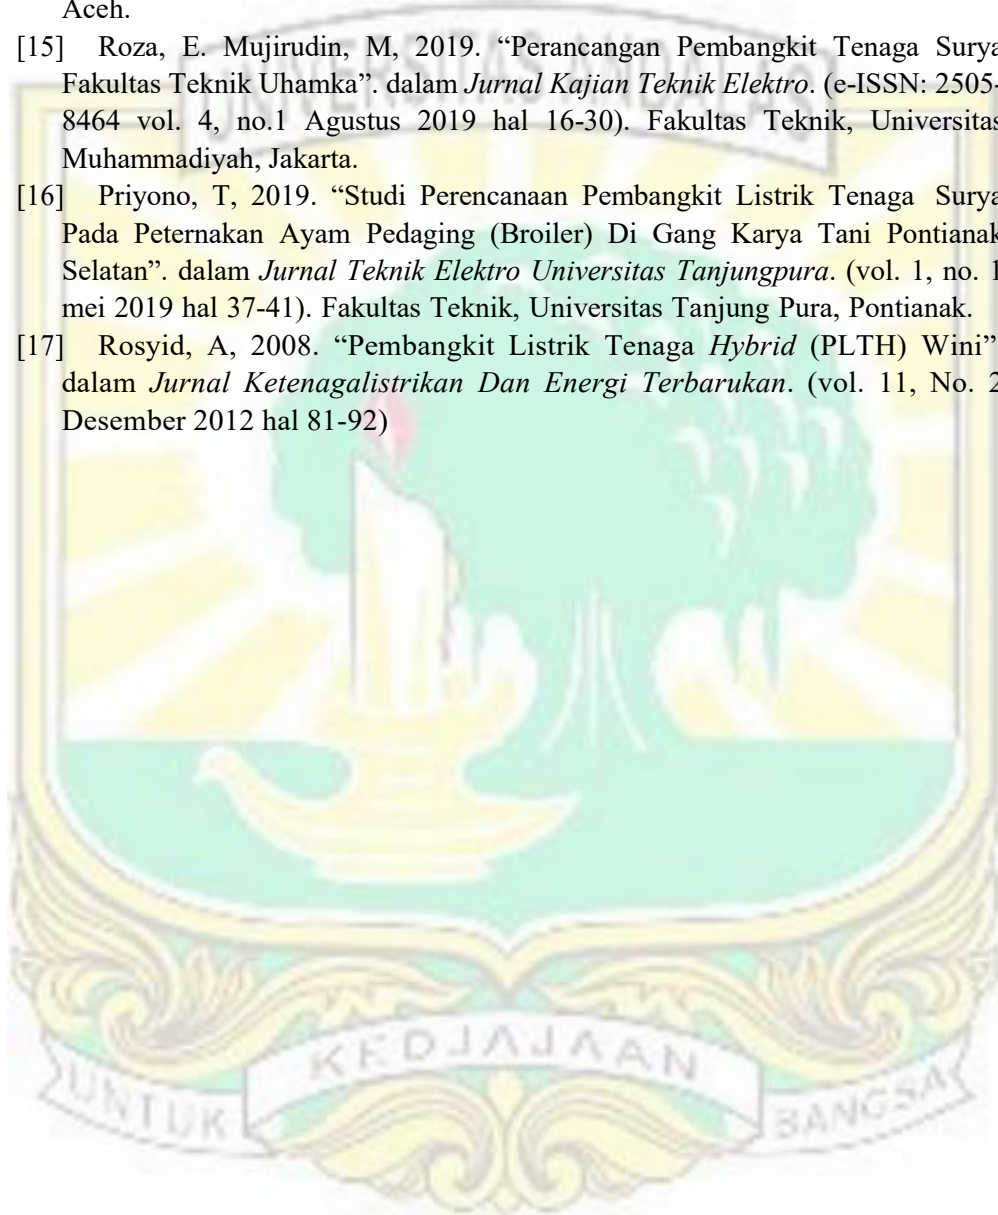 Aceh.
[15] Roza, E. Mujirudin, M, 2019. “Perancangan Pembangkit Tenaga Surya
Fakultas Teknik Uhamka”. dalam Jurnal Kajian Teknik Elektro. (e-ISSN: 2505-
8464 vol. 4, no.1 Agustus 2019 hal 16-30). Fakultas Teknik, Universitas
Muhammadiyah, Jakarta.
[16] Priyono, T, 2019. “Studi Perencanaan Pembangkit Listrik Tenaga Surya
Pada Peternakan Ayam Pedaging (Broiler) Di Gang Karya Tani Pontianak
Selatan”. dalam Jurnal Teknik Elektro Universitas Tanjungpura. (vol. 1, no. 1
mei 2019 hal 37-41). Fakultas Teknik, Universitas Tanjung Pura, Pontianak.
[17] Rosyid, A, 2008. “Pembangkit Listrik Tenaga Hybrid (PLTH) Wini”
dalam Jurnal Ketenagalistrikan Dan Energi Terbarukan. (vol. 11, No. 2
Desember 2012 hal 81-92)
UNIVERSITAS ANDALAS
UNTUK KEDJAJAAN BANGSA